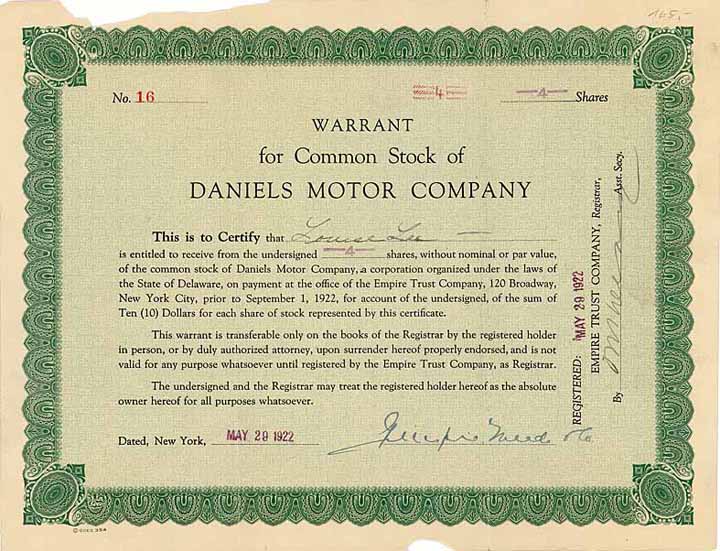 165.-
No. 16 4 -4- Shares
WARRANT
for Common Stock of
DANIELS MOTOR COMPANY
This is to Certify that Louise Lee
is entitled to receive from the undersigned -4- shares, without nominal or par value,
of the common stock of Daniels Motor Company, a corporation organized under the laws of
the State of Delaware, on payment at the office of the Empire Trust Company, 120 Broadway,
New York City, prior to September 1, 1922, for account of the undersigned, of the sum of
Ten (10) Dollars for each share of stock represented by this certificate.
This warrant is transferable only on the books of the Registrar by the registered holder
in person, or by duly authorized attorney, upon surrender hereof properly endorsed, and is not
valid for any purpose whatsoever until registered by the Empire Trust Company, as Registrar.
The undersigned and the Registrar may treat the registered holder hereof as the absolute
owner hereof for all purposes whatsoever.
Dated, New York, MAY 29 1922
REGISTERED: MAY 29 1922
EMPIRE TRUST COMPANY, Registrar,
By Asst. Secy.
© GOES 35A